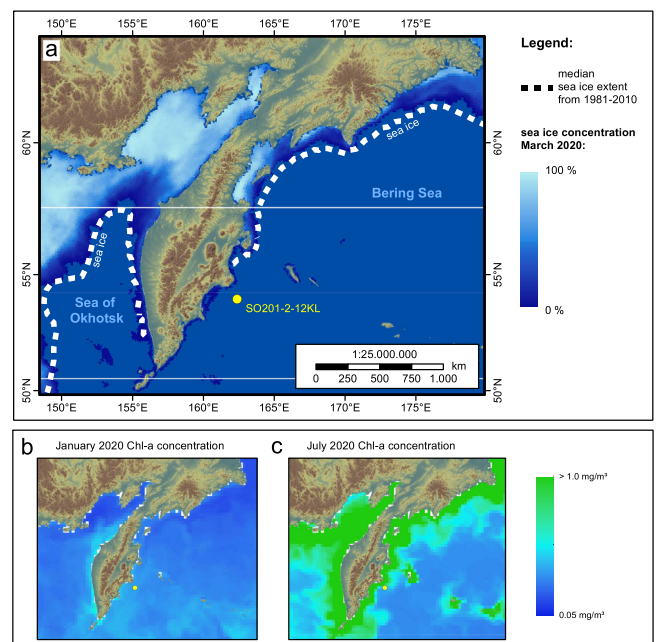 150°E 155°E 160°E 165°E 170°E 175°E
a
Legend:
median
sea ice extent
from 1981-2010
sea ice concentration
March 2020:
100 %
0 %
60°N
55°N
50°N
60°N
55°N
50°N
sea ice
Bering Sea
sea ice
Sea of
Okhotsk
SO201-2-12KL
1:25.000.000
km
0 250 500 750 1.000
150°E 155°E 160°E 165°E 170°E 175°E
b January 2020 Chl-a concentration
c July 2020 Chl-a concentration
> 1.0 mg/m³
0.05 mg/m³